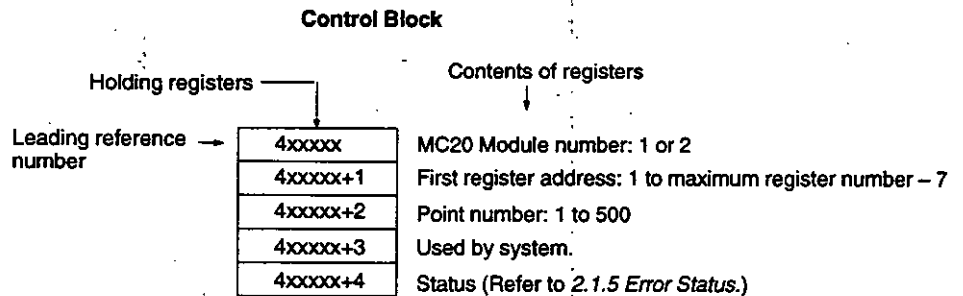 Control Block
Holding registers
Contents of registers
Leading reference
number
4xxxxx
MC20 Module number: 1 or 2
4xxxxx+1
First register address: 1 to maximum register number – 7
4xxxxx+2
Point number: 1 to 500
4xxxxx+3
Used by system.
4xxxxx+4
Status (Refer to 2.1.5 Error Status.)